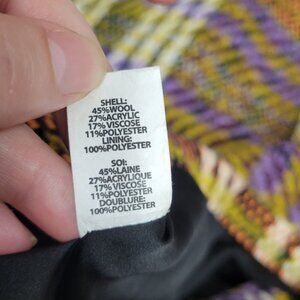 SHELL:
45%WOOL
27%ACRYLIC
17%VISCOSE
11%POLYESTER
LINING:
100%POLYESTER
SOI:
45%LAINE
27%ACRYLIQUE
17%VISCOSE
11%POLYESTER
DOUBLURE:
100%POLYESTER